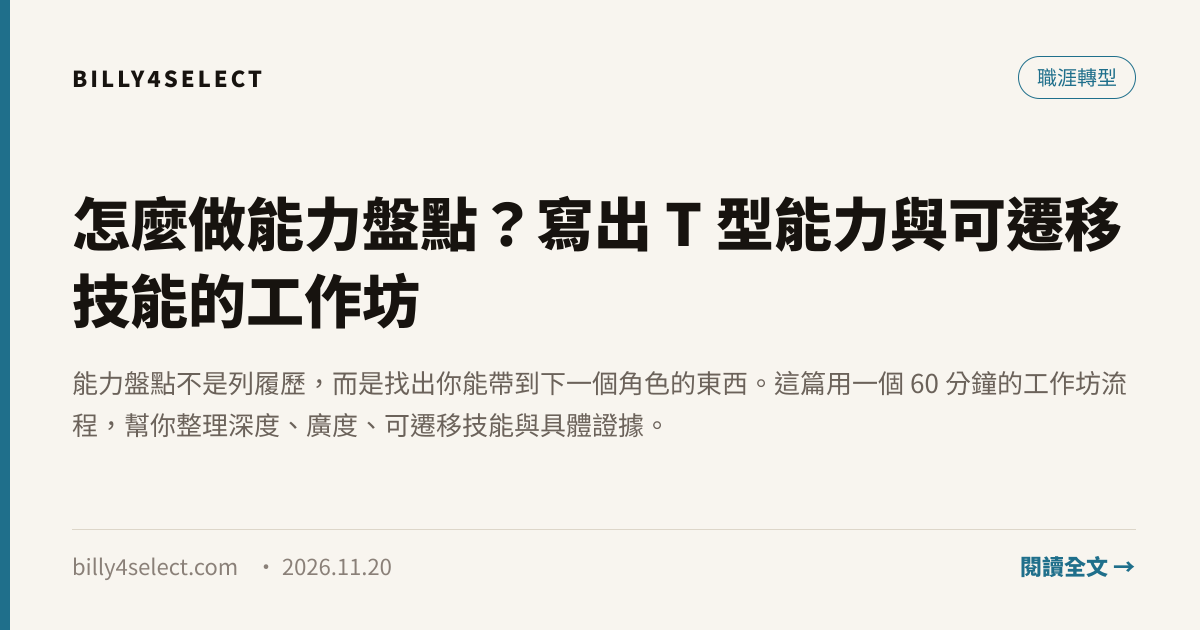 BILLY4SELECT
職涯轉型
怎麼做能力盤點？寫出 T 型能力與可遷移
技能的工作坊
能力盤點不是列履歷，而是找出你能帶到下一個角色的東西。這篇用一個 60 分鐘的工作坊流
程，幫你整理深度、廣度、可遷移技能與具體證據。
billy4select.com ・ 2026.11.20
閱讀全文 →